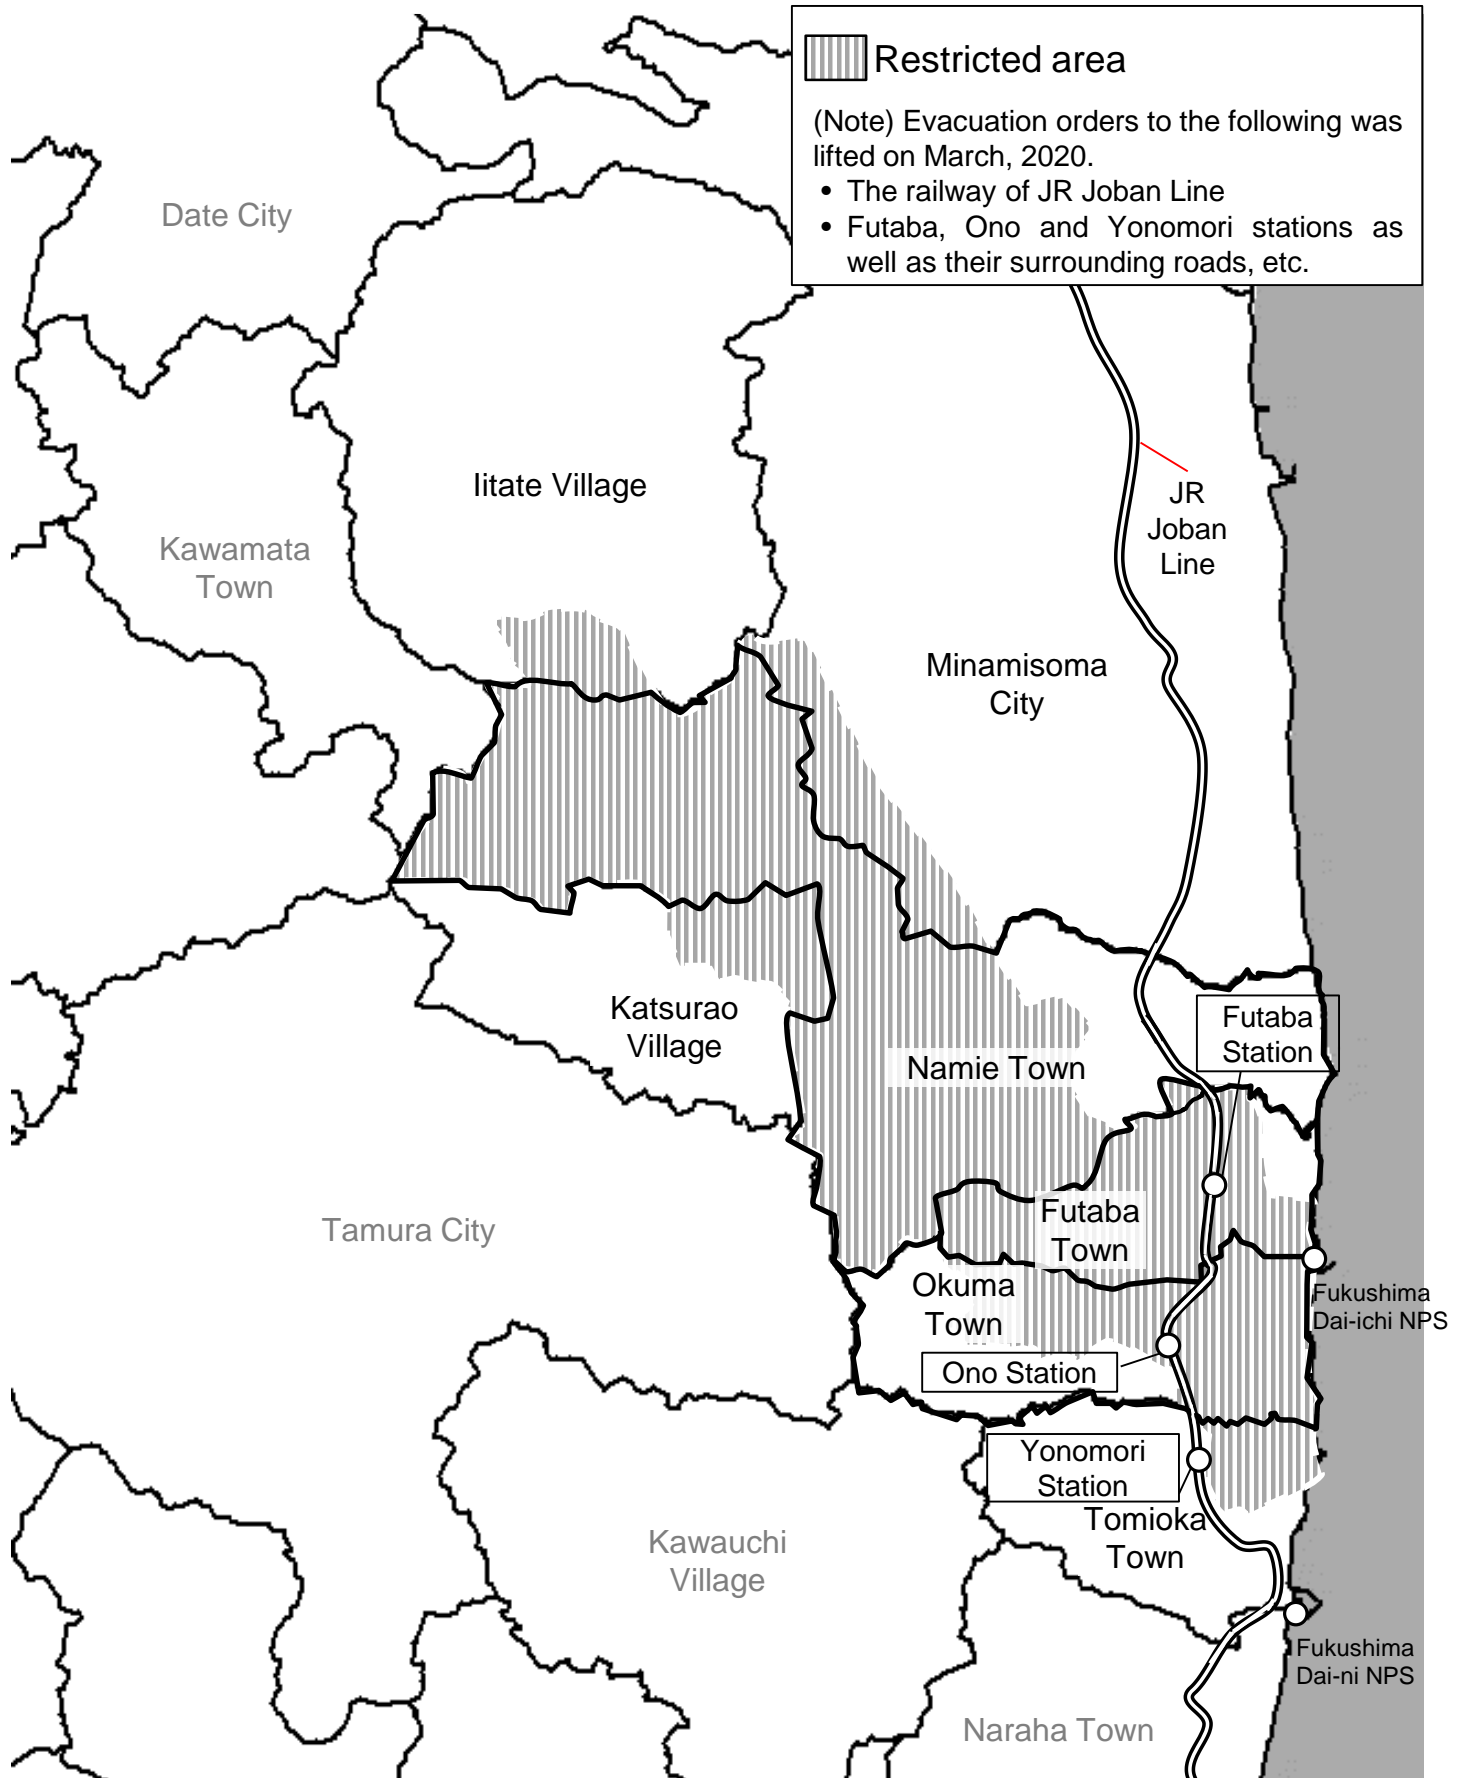 Restricted area
(Note) Evacuation orders to the following was
lifted on March, 2020.
• The railway of JR Joban Line
• Futaba, Ono and Yonomori stations as
well as their surrounding roads, etc.
Date City
Iitate Village
JR
Joban
Line
Kawamata
Town
Minamisoma
City
Katsurao
Village
Futaba
Station
Namie Town
Tamura City
Futaba
Town
Okuma
Town
Fukushima
Dai-ichi NPS
Ono Station
Yonomori
Station
Tomioka
Town
Kawauchi
Village
Fukushima
Dai-ni NPS
Naraha Town